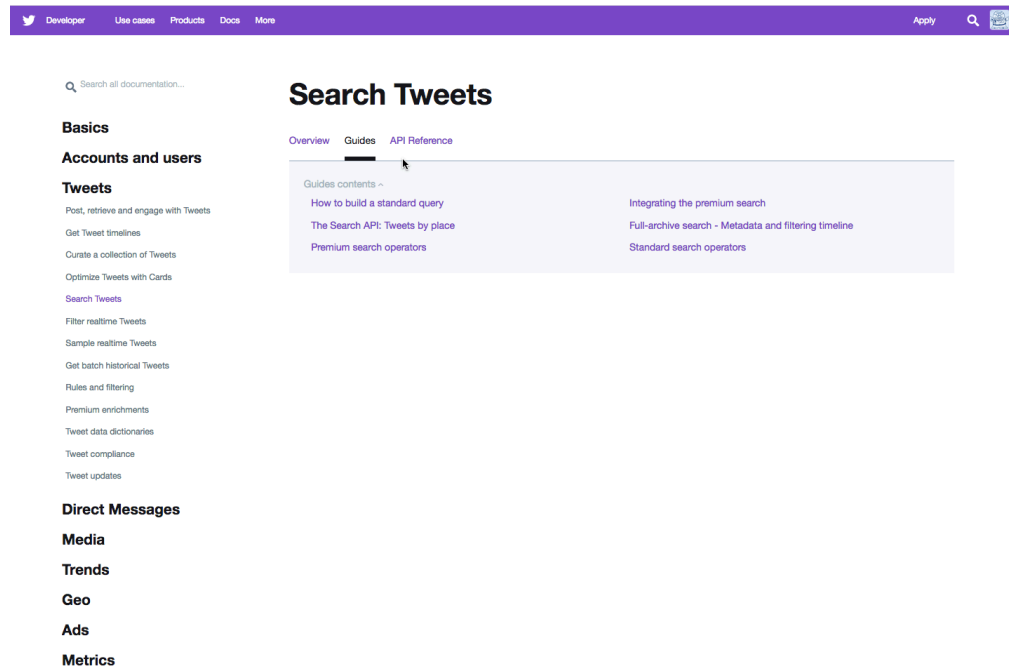 Developer Use cases Products Docs More Apply
Search all documentation...
Basics
Accounts and users
Tweets
Post, retrieve and engage with Tweets
Get Tweet timelines
Curate a collection of Tweets
Optimize Tweets with Cards
Search Tweets
Filter realtime Tweets
Sample realtime Tweets
Get batch historical Tweets
Rules and filtering
Premium enrichments
Tweet data dictionaries
Tweet compliance
Tweet updates
Direct Messages
Media
Trends
Geo
Ads
Metrics
Search Tweets
Overview Guides API Reference
Guides contents
How to build a standard query
The Search API: Tweets by place
Premium search operators
Integrating the premium search
Full-archive search - Metadata and filtering timeline
Standard search operators